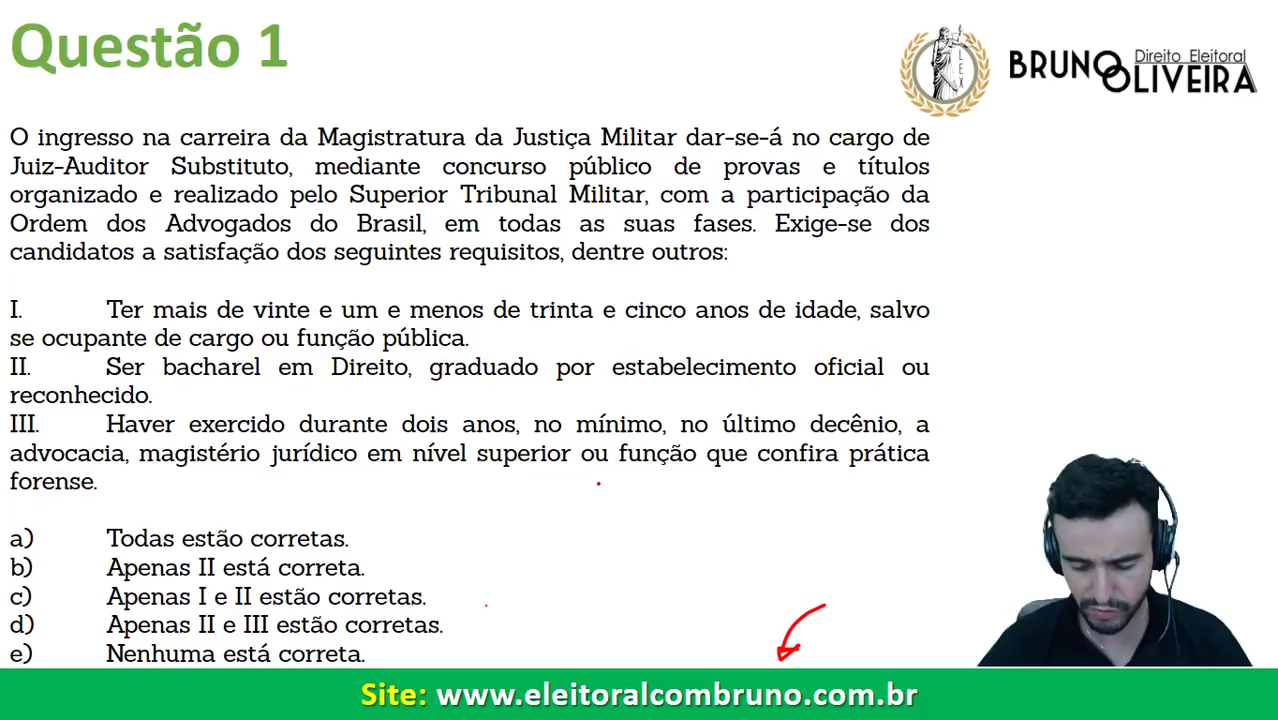 Questão 1
LEX
BRUNO OLIVEIRA
Direito Eleitoral
O ingresso na carreira da Magistratura da Justiça Militar dar-se-á no cargo de
Juiz-Auditor Substituto, mediante concurso público de provas e títulos
organizado e realizado pelo Superior Tribunal Militar, com a participação da
Ordem dos Advogados do Brasil, em todas as suas fases. Exige-se dos
candidatos a satisfação dos seguintes requisitos, dentre outros:
I. Ter mais de vinte e um e menos de trinta e cinco anos de idade, salvo
se ocupante de cargo ou função pública.
II. Ser bacharel em Direito, graduado por estabelecimento oficial ou
reconhecido.
III. Haver exercido durante dois anos, no mínimo, no último decênio, a
advocacia, magistério jurídico em nível superior ou função que confira prática
forense.
a) Todas estão corretas.
b) Apenas II está correta.
c) Apenas I e II estão corretas.
d) Apenas II e III estão corretas.
e) Nenhuma está correta.
Site: www.eleitoralcombruno.com.br